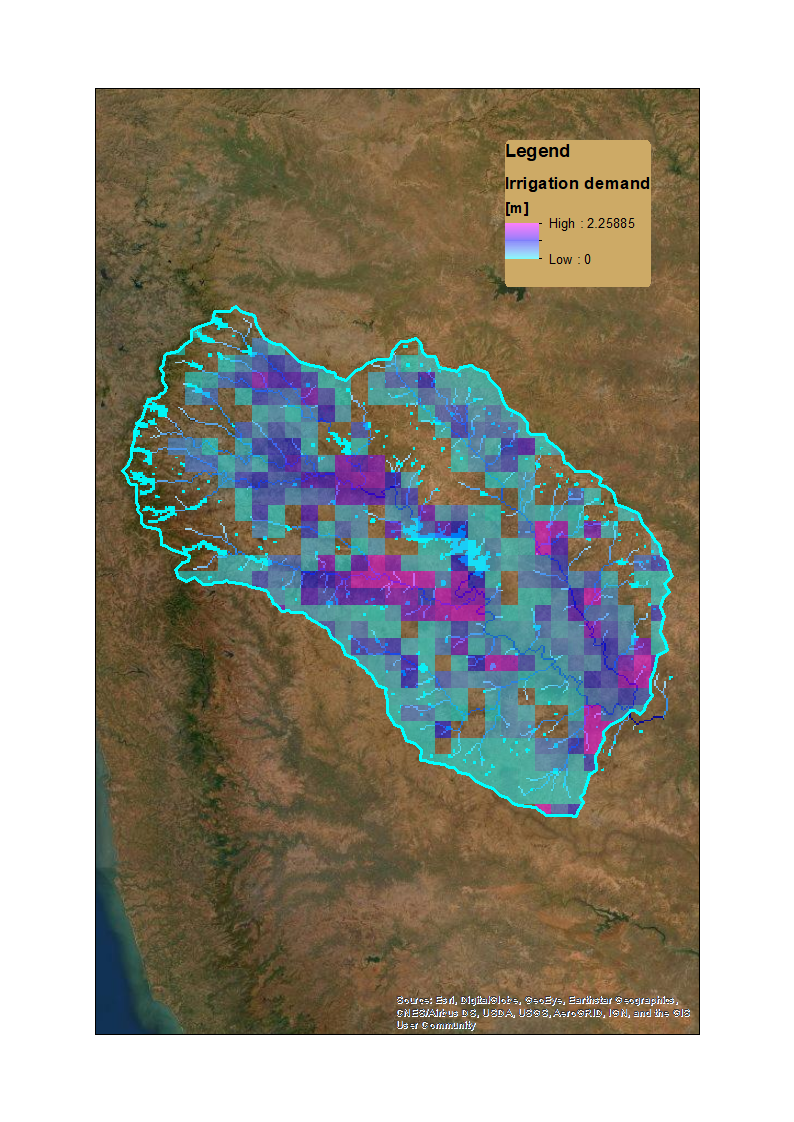 Legend
Irrigation demand
[m]
High : 2.25885
Low : 0
Source: Esri, DigitalGlobe, GeoEye, Earthstar Geographics,
CNES/Airbus DS, USDA, USGS, AeroGRID, IGN, and the GIS
User Community